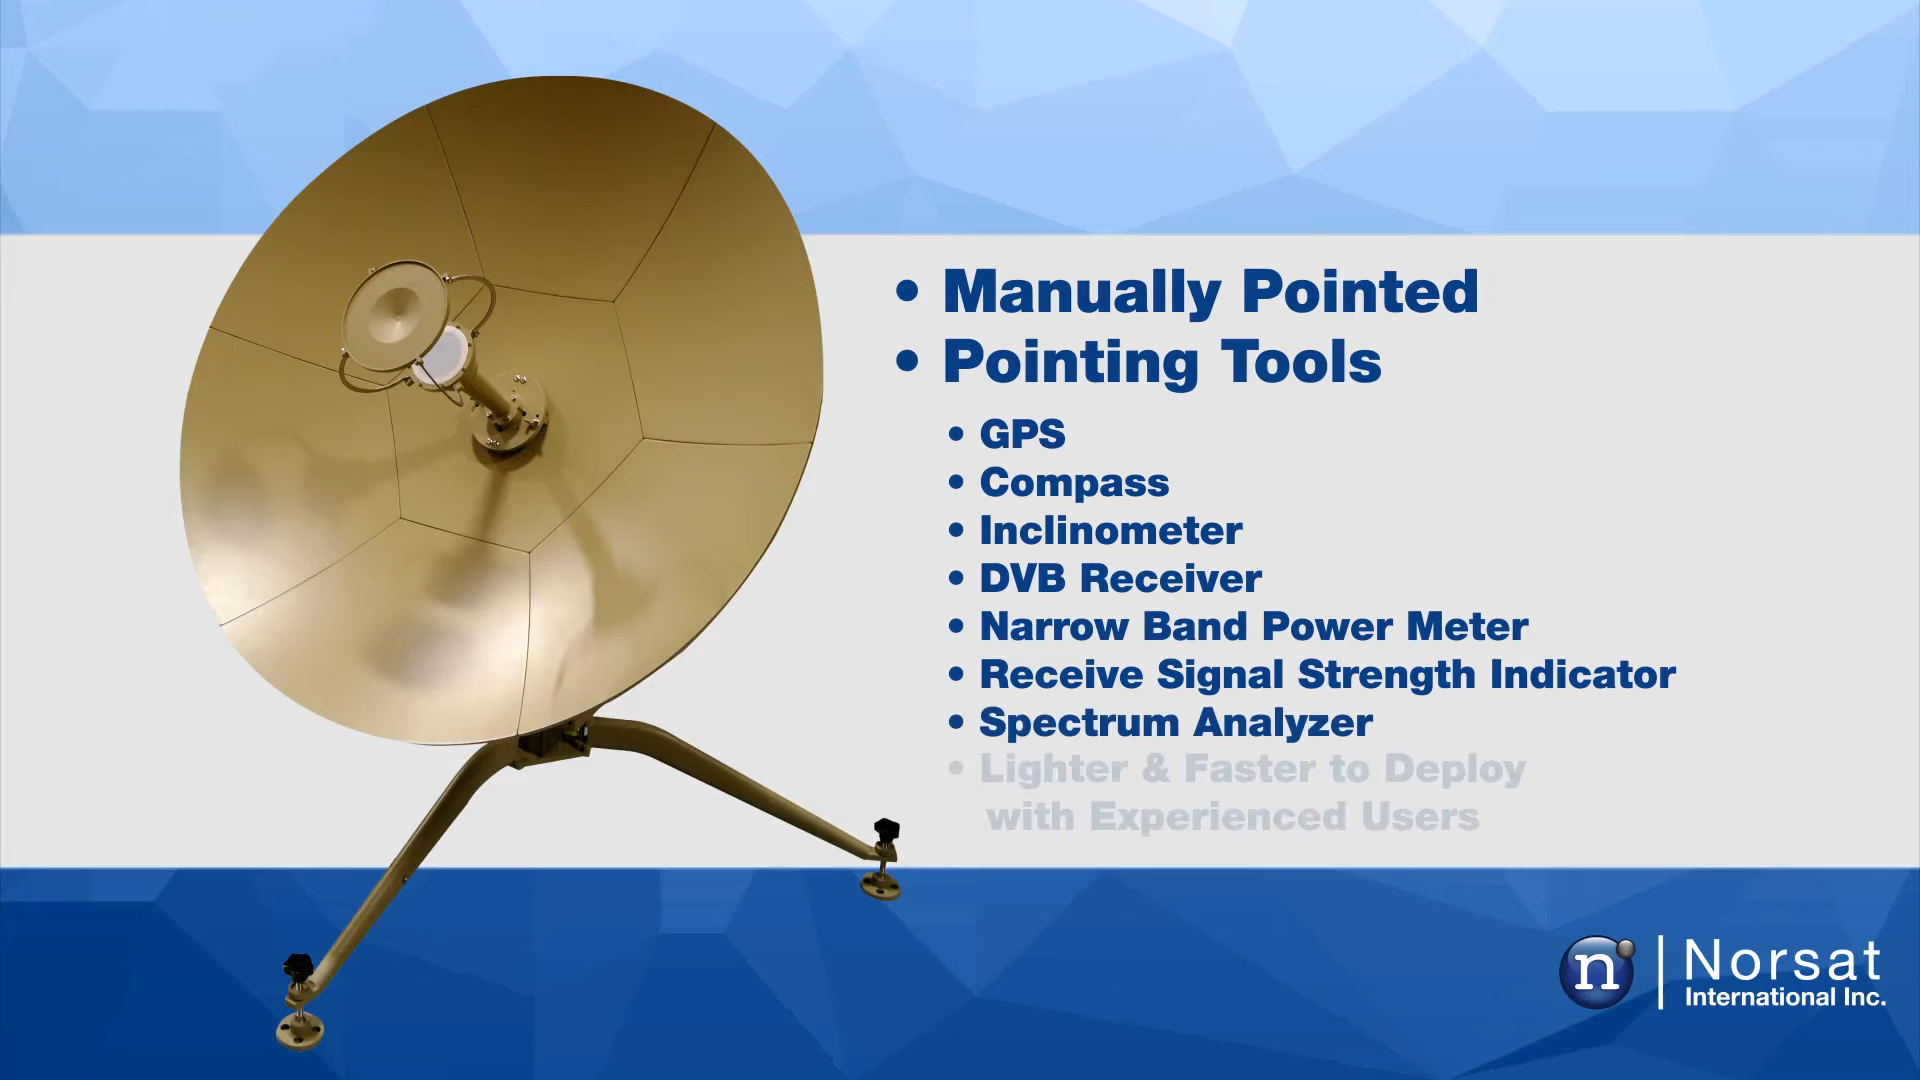 • Manually Pointed
• Pointing Tools
• GPS
• Compass
• Inclinometer
• DVB Receiver
• Narrow Band Power Meter
• Receive Signal Strength Indicator
• Spectrum Analyzer
• Lighter & Faster to Deploy
with Experienced Users
n
Norsat
International Inc.